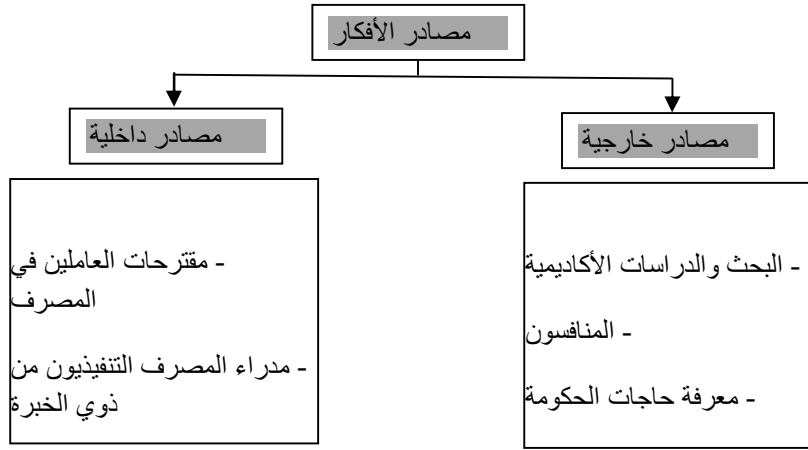 مصادر الأفكار
مصادر خارجية
مصادر داخلية
- البحث والدراسات الأكاديمية
- المنافسون
- معرفة حاجات الحكومة
- مقترحات العاملين في
المصرف
- مدراء المصرف التنفيذيون من
ذوي الخبرة